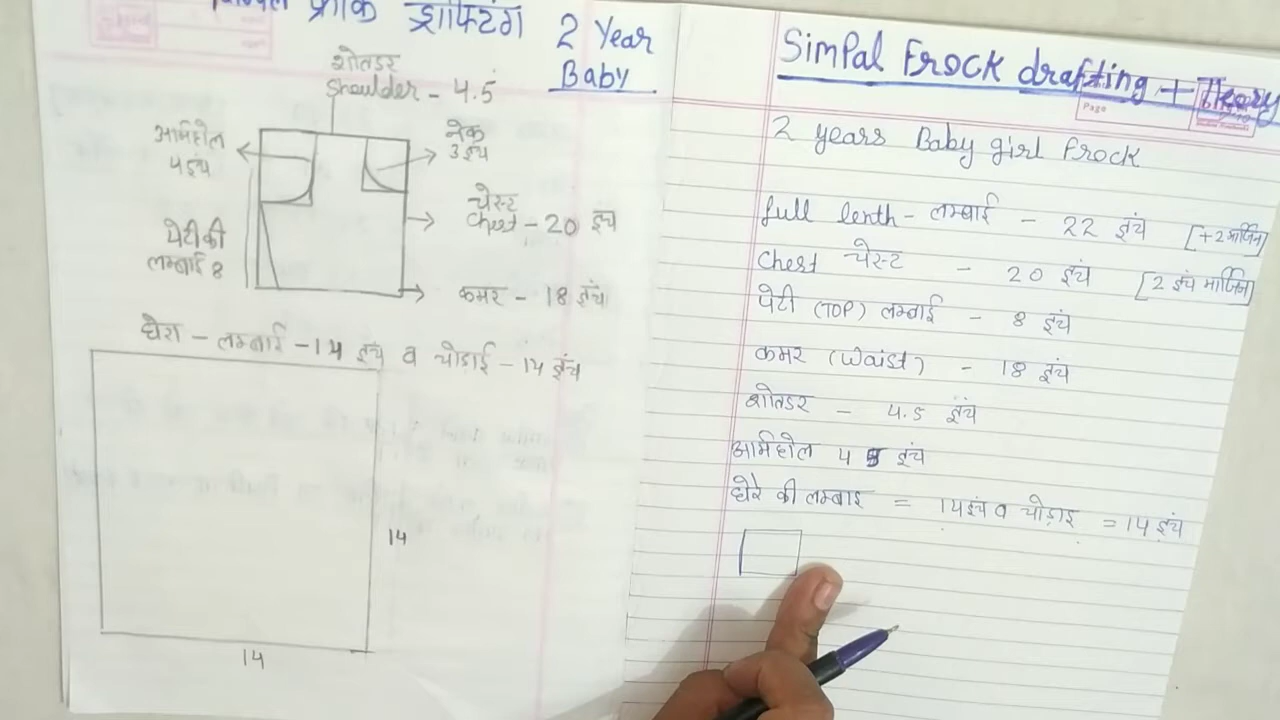 सिम्पल फ्रॉक ड्राफ्टिंग 2 Year
Baby
शोल्डर
Shoulder - 4.5
आर्महोल
4 इंच
नेक
3 इंच
चेस्ट
Chest - 20 इंच
पेटी की
लम्बाई 8
कमर - 18 इंच
घेरा - लम्बाई - 14 इंच व चोड़ाई - 14 इंच
14
14
SimPal Frock drafting +
Page
2 years Baby girl Frock
full lenth - लम्बाई - 22 इंच [+2 मार्जिन]
Chest चेस्ट - 20 इंच [2 इंच मार्जिन]
पेटी (TOP) लम्बाई - 8 इंच
कमर (Waist) - 18 इंच
शोल्डर - 4.5 इंच
आर्महोल 4 इंच
घेरे की लम्बाई = 14 इंच व चोड़ाई = 14 इंच